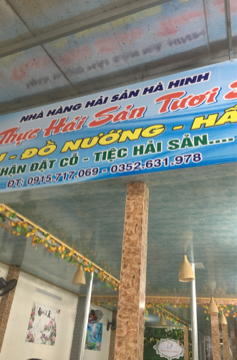 NHÀ HÀNG HẢI SẢN HÀ HINH
Thực Hải Sản Tươi
- ĐỒ NƯỚNG -
ĐẶT CỖ - TIỆC HẢI SẢN....
ĐT: 0915.717.069 - 0352.631.978